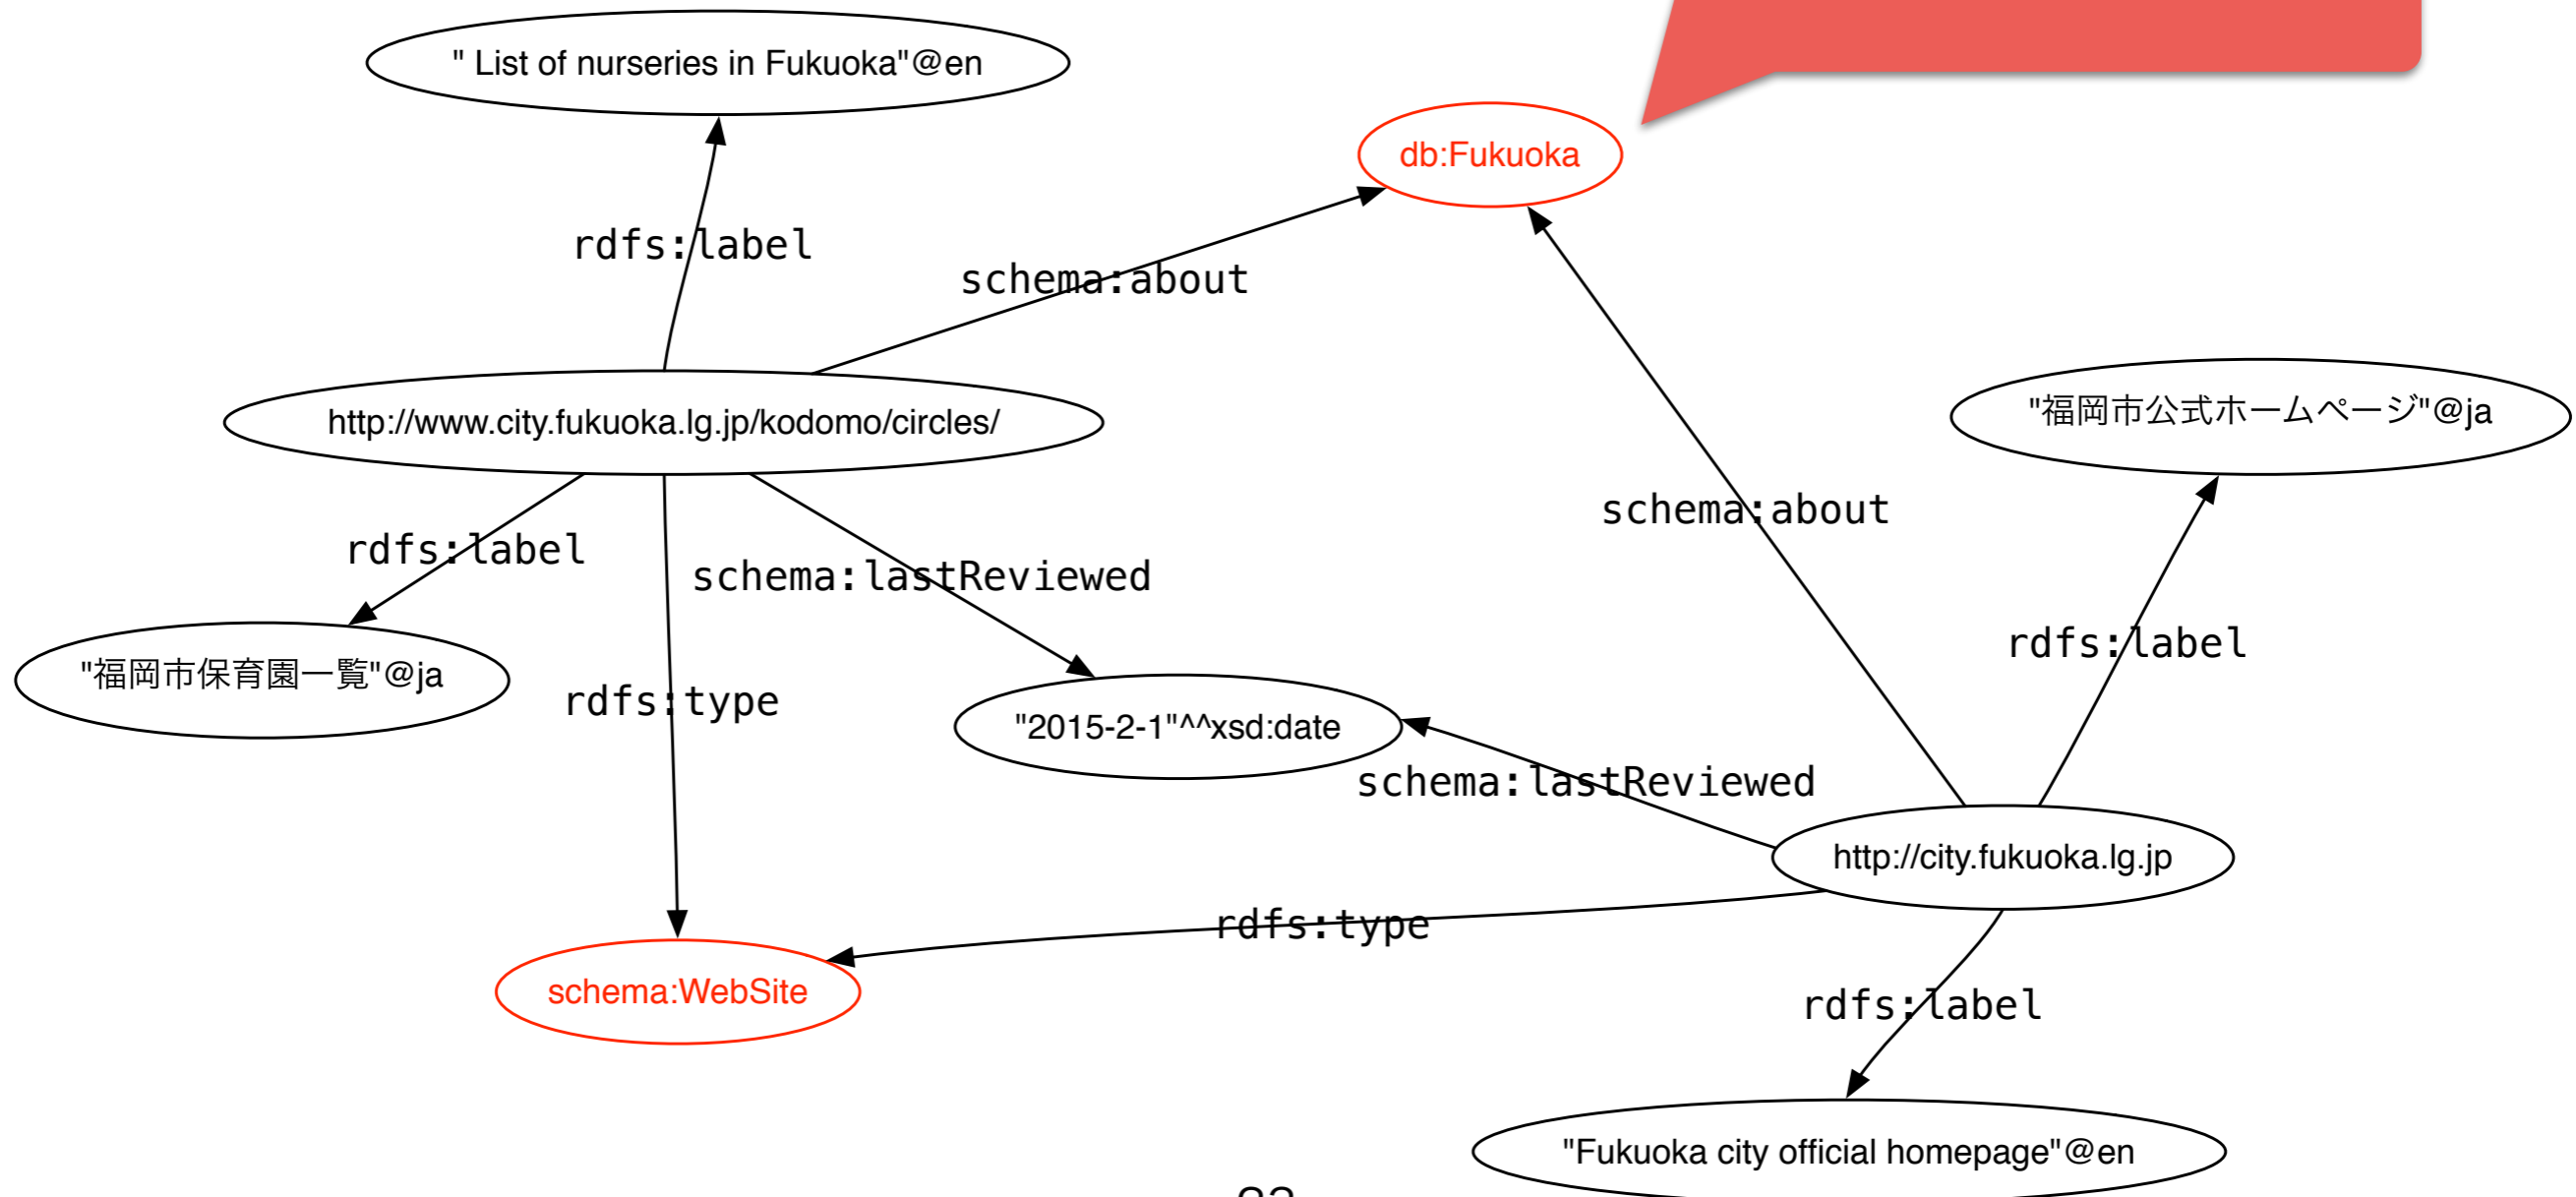 " List of nurseries in Fukuoka"@en
db:Fukuoka
rdfs:label
schema:about
http://www.city.fukuoka.lg.jp/kodomo/circles/
"福岡市公式ホームページ"@ja
schema:about
rdfs:label
schema:lastReviewed
rdfs:label
"福岡市保育園一覧"@ja
rdfs:type
"2015-2-1"^^xsd:date
schema:lastReviewed
http://city.fukuoka.lg.jp
rdfs:type
schema:WebSite
rdfs:label
"Fukuoka city official homepage"@en